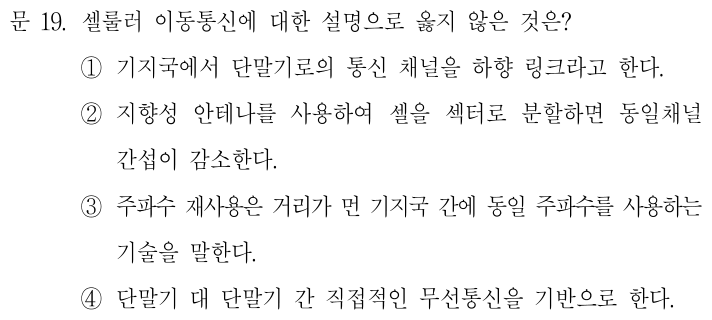 문 19. 셀룰러 이동통신에 대한 설명으로 옳지 않은 것은?
① 기지국에서 단말기로의 통신 채널을 하향 링크라고 한다.
② 지향성 안테나를 사용하여 셀을 섹터로 분할하면 동일채널
간섭이 감소한다.
③ 주파수 재사용은 거리가 먼 기지국 간에 동일 주파수를 사용하는
기술을 말한다.
④ 단말기 대 단말기 간 직접적인 무선통신을 기반으로 한다.